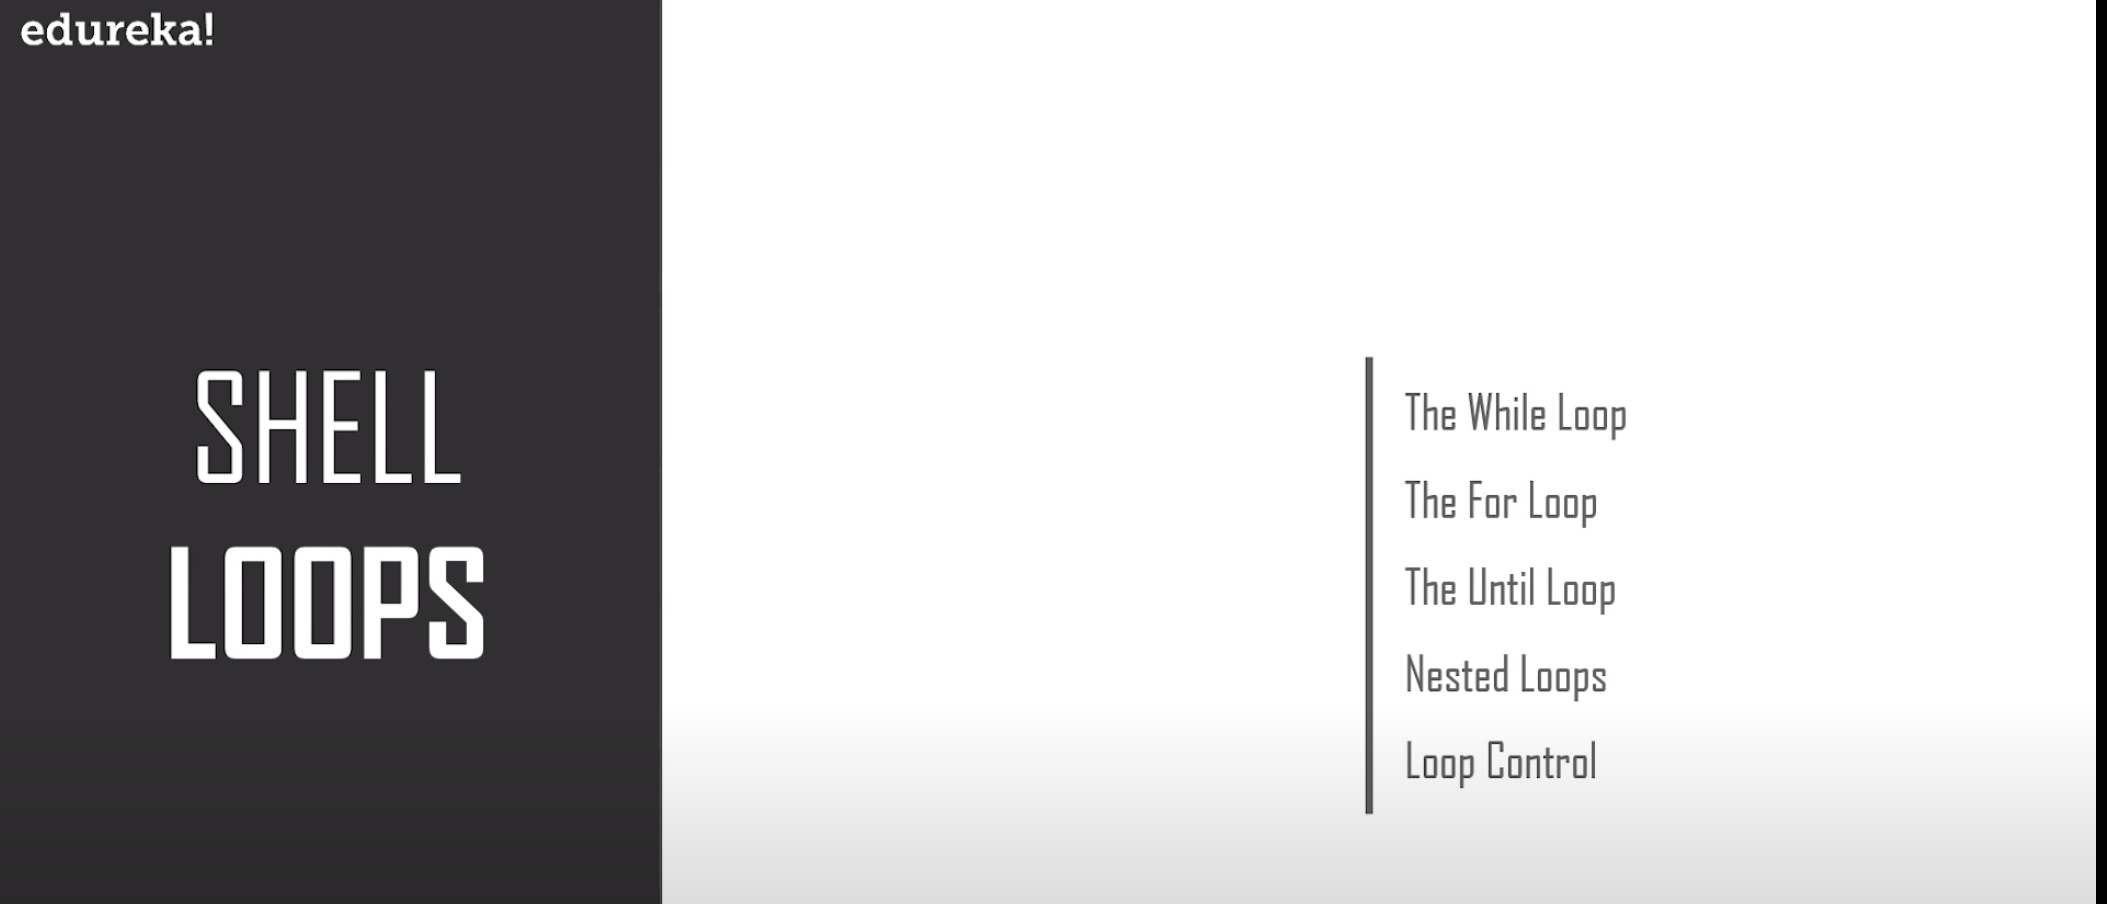 edureka!
SHELL
LOOPS
The While Loop
The For Loop
The Until Loop
Nested Loops
Loop Control